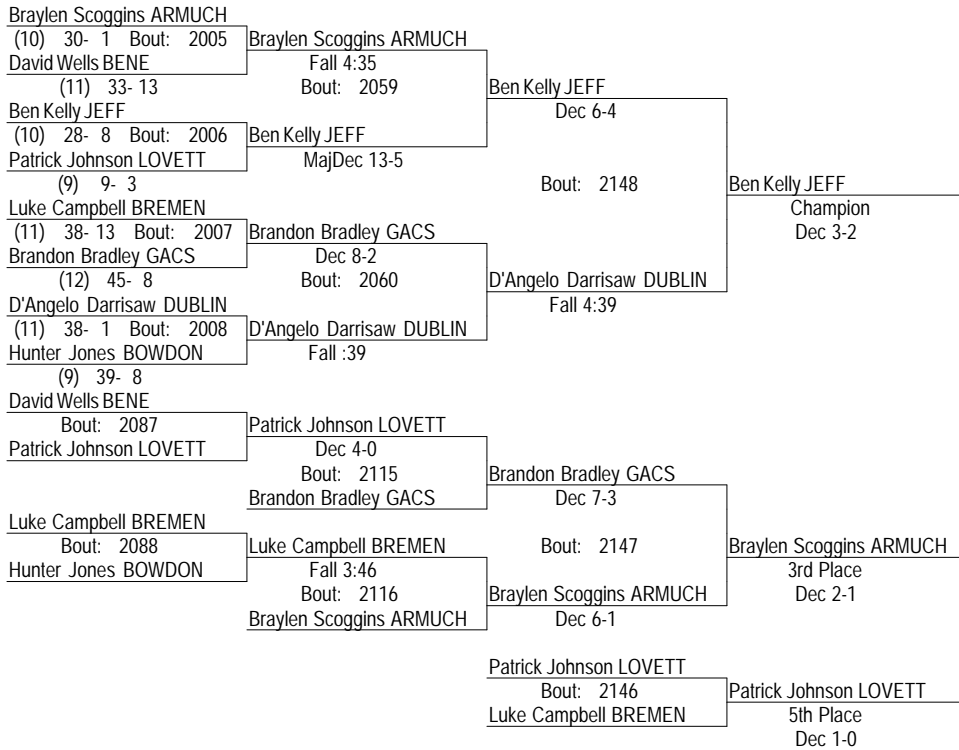 Braylen Scoggins ARMUCH
(10) 30- 1 Bout: 2005
David Wells BENE
(11) 33- 13
Ben Kelly JEFF
(10) 28- 8 Bout: 2006
Patrick Johnson LOVETT
(9) 9- 3
Luke Campbell BREMEN
(11) 38- 13 Bout: 2007
Brandon Bradley GACS
(12) 45- 8
D'Angelo Darrisaw DUBLIN
(11) 38- 1 Bout: 2008
Hunter Jones BOWDON
(9) 39- 8
Braylen Scoggins ARMUCH
Fall 4:35
Bout: 2059
Ben Kelly JEFF
MajDec 13-5
Brandon Bradley GACS
Dec 8-2
Bout: 2060
D'Angelo Darrisaw DUBLIN
Fall :39
Ben Kelly JEFF
Dec 6-4
Bout: 2148
D'Angelo Darrisaw DUBLIN
Fall 4:39
Ben Kelly JEFF
Champion
Dec 3-2
David Wells BENE
Bout: 2087
Patrick Johnson LOVETT
Luke Campbell BREMEN
Bout: 2088
Hunter Jones BOWDON
Patrick Johnson LOVETT
Dec 4-0
Bout: 2115
Brandon Bradley GACS
Luke Campbell BREMEN
Fall 3:46
Bout: 2116
Braylen Scoggins ARMUCH
Brandon Bradley GACS
Dec 7-3
Bout: 2147
Braylen Scoggins ARMUCH
Dec 6-1
Braylen Scoggins ARMUCH
3rd Place
Dec 2-1
Patrick Johnson LOVETT
Bout: 2146
Luke Campbell BREMEN
Patrick Johnson LOVETT
5th Place
Dec 1-0